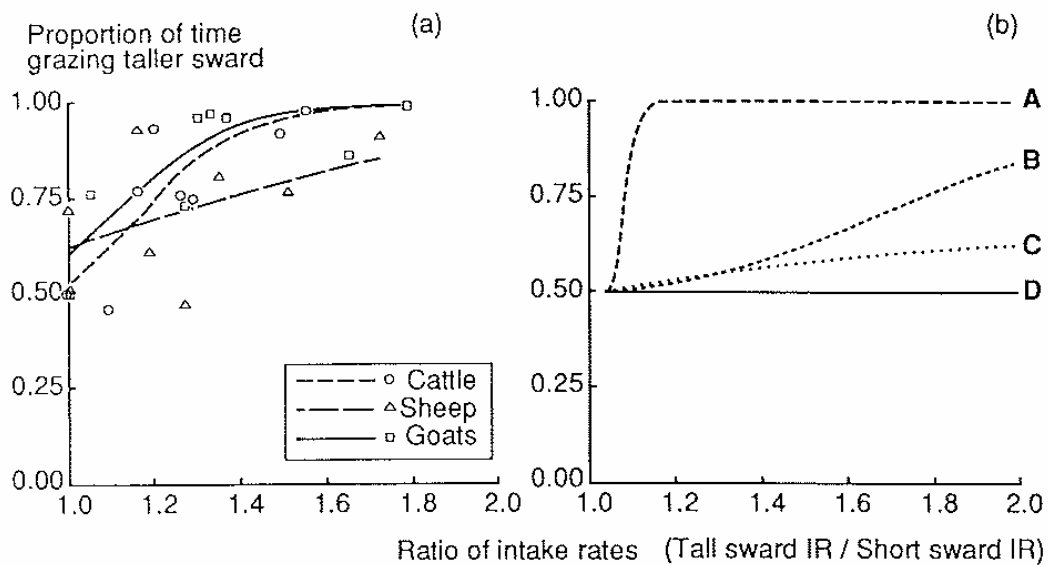 Proportion of time
grazing taller sward
(a)
(b)
1.00
0.75
0.50
0.25
0.00
1.0 1.2 1.4 1.6 1.8 2.0
Cattle
Sheep
Goats
1.00
0.75
0.50
0.25
0.00
1.0 1.2 1.4 1.6 1.8 2.0
A
B
C
D
Ratio of intake rates (Tall sward IR / Short sward IR)